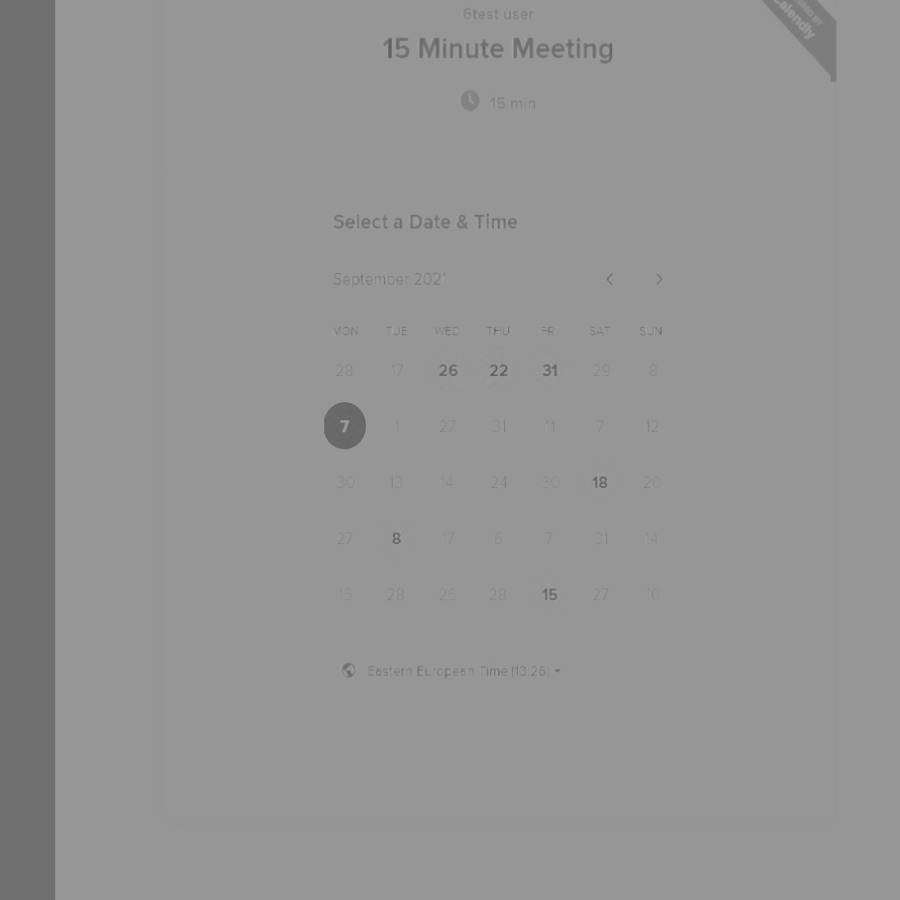 6test user
15 Minute Meeting
15 min
Calendly
Select a Date & Time
September 2021
MON TUE WED THU FRI SAT SUN
28 17 26 22 31 29 8
7 1 27 31 11 7 12
30 13 14 24 30 18 20
27 8 17 6 7 31 14
15 28 26 28 15 27 10
Eastern European Time (13:26)